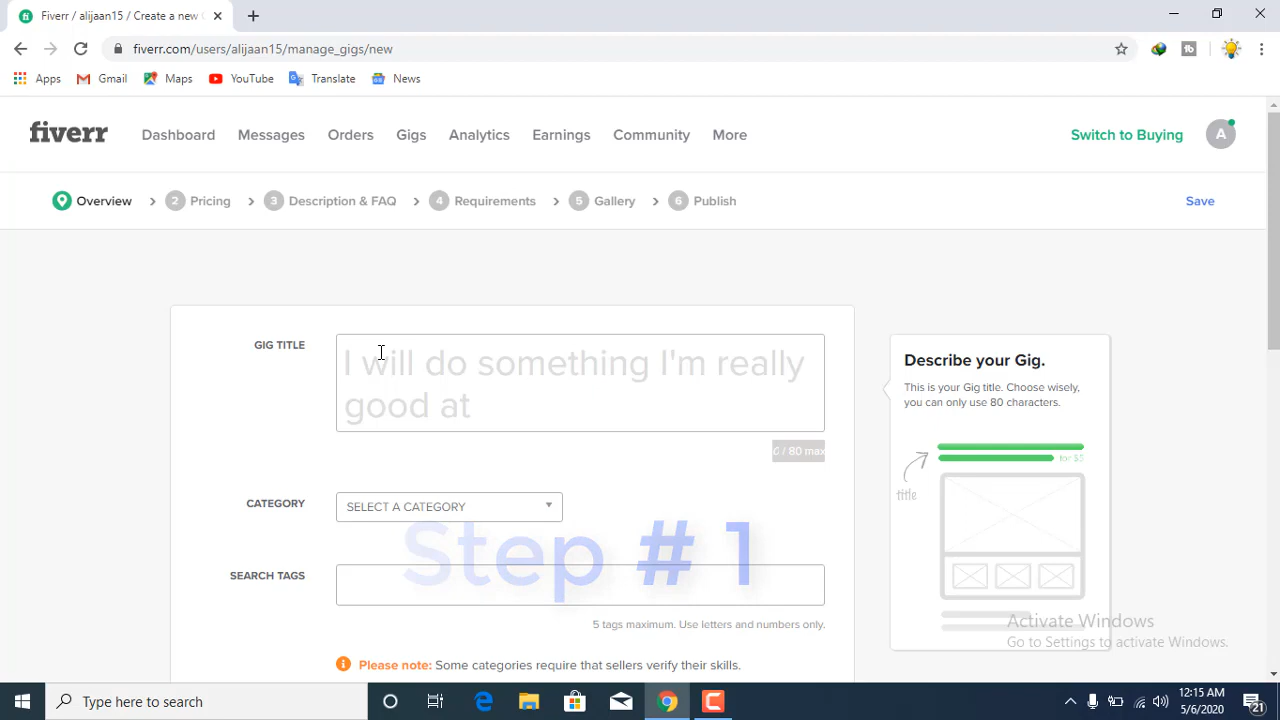 Fiverr / alijaan15 / Create a new
fiverr.com/users/alijaan15/manage_gigs/new
Apps Gmail Maps YouTube Translate News
fiverr Dashboard Messages Orders Gigs Analytics Earnings Community More Switch to Buying A
Overview 2 Pricing 3 Description & FAQ 4 Requirements 5 Gallery 6 Publish Save
GIG TITLE
I will do something I'm really
good at
/ 80 max
Describe your Gig.
This is your Gig title. Choose wisely,
you can only use 80 characters.
for $5
title
CATEGORY
SELECT A CATEGORY
Step # 1
SEARCH TAGS
5 tags maximum. Use letters and numbers only.
Please note: Some categories require that sellers verify their skills.
Activate Windows
Go to Settings to activate Windows.
Type here to search
12:15 AM
5/6/2020
21